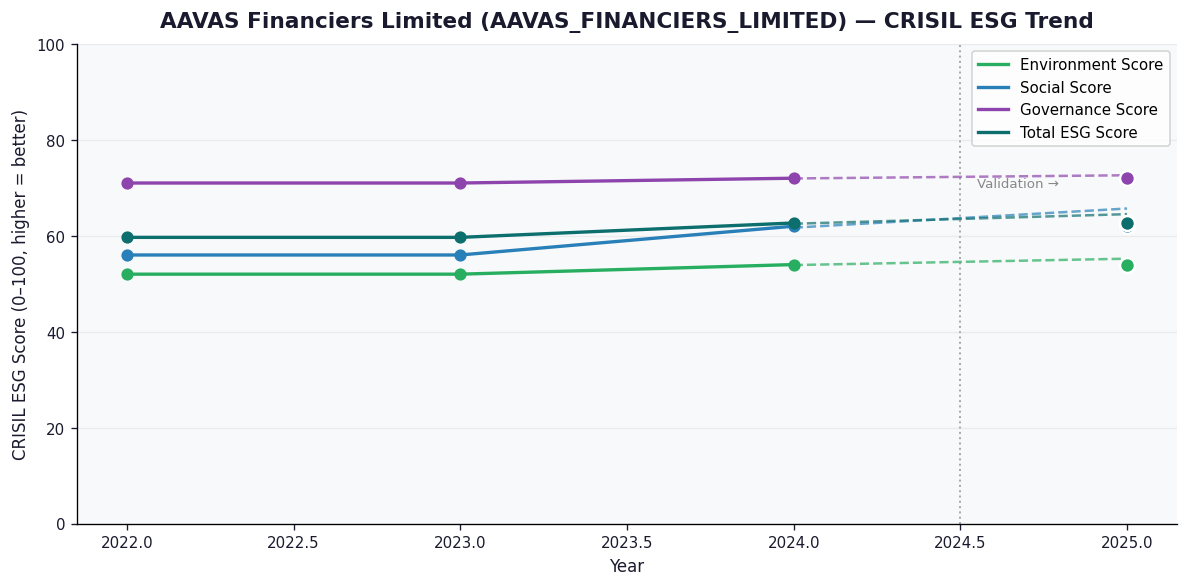 AAVAS Financiers Limited (AAVAS_FINANCIERS_LIMITED) — CRISIL ESG Trend
CRISIL ESG Score (0–100, higher = better)
100
80
60
40
20
0
Environment Score
Social Score
Governance Score
Total ESG Score
Validation →
2022.0
2022.5
2023.0
2023.5
2024.0
2024.5
2025.0
Year